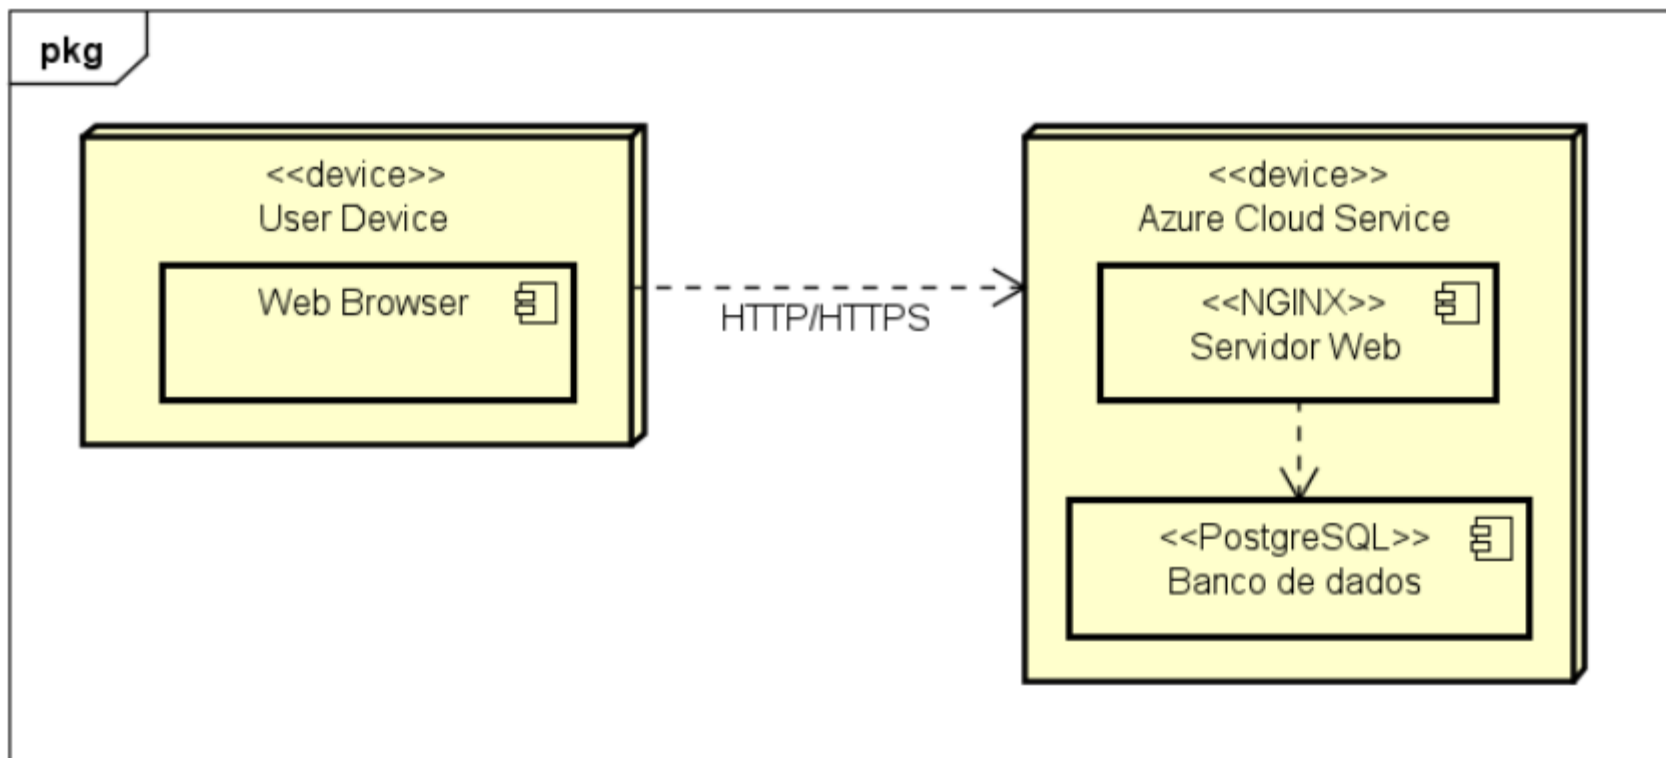 pkg
<<device>>
User Device
Web Browser
HTTP/HTTPS
<<device>>
Azure Cloud Service
<<NGINX>>
Servidor Web
<<PostgreSQL>>
Banco de dados